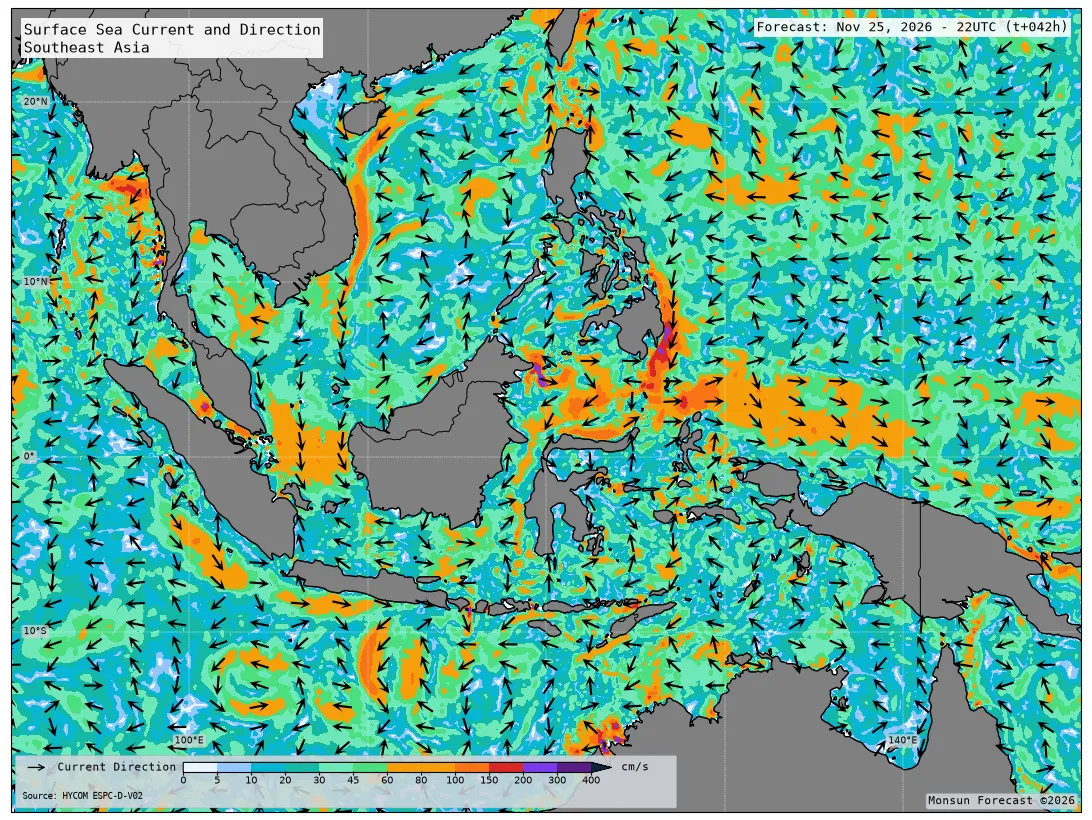 Surface Sea Current and Direction
Southeast Asia
Forecast: Nov 25, 2026 - 22UTC (t+042h)
20°N
10°N
0°
10°S
100°E
140°E
Current Direction
cm/s
0 5 10 20 30 45 60 80 100 150 200 300 400
Source: HYCOM ESPC-D-V02
Monsun Forecast ©2026